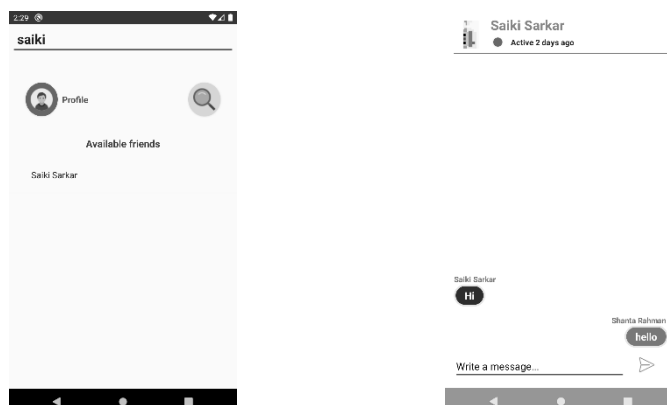 2:29
saiki
Profile
Available friends
Saiki Sarkar
Saiki Sarkar
Active 2 days ago
Saiki Sarkar
Hi
Shanta Rahman
hello
Write a message...